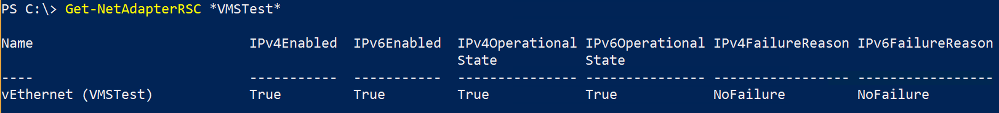 PS C:\> Get-NetAdapterRSC *VMSTest*
Name IPv4Enabled IPv6Enabled IPv4Operational IPv6Operational IPv4FailureReason IPv6FailureReason
State State
---- ----------- ----------- --------------- --------------- ----------------- -----------------
vEthernet (VMSTest) True True True True NoFailure NoFailure